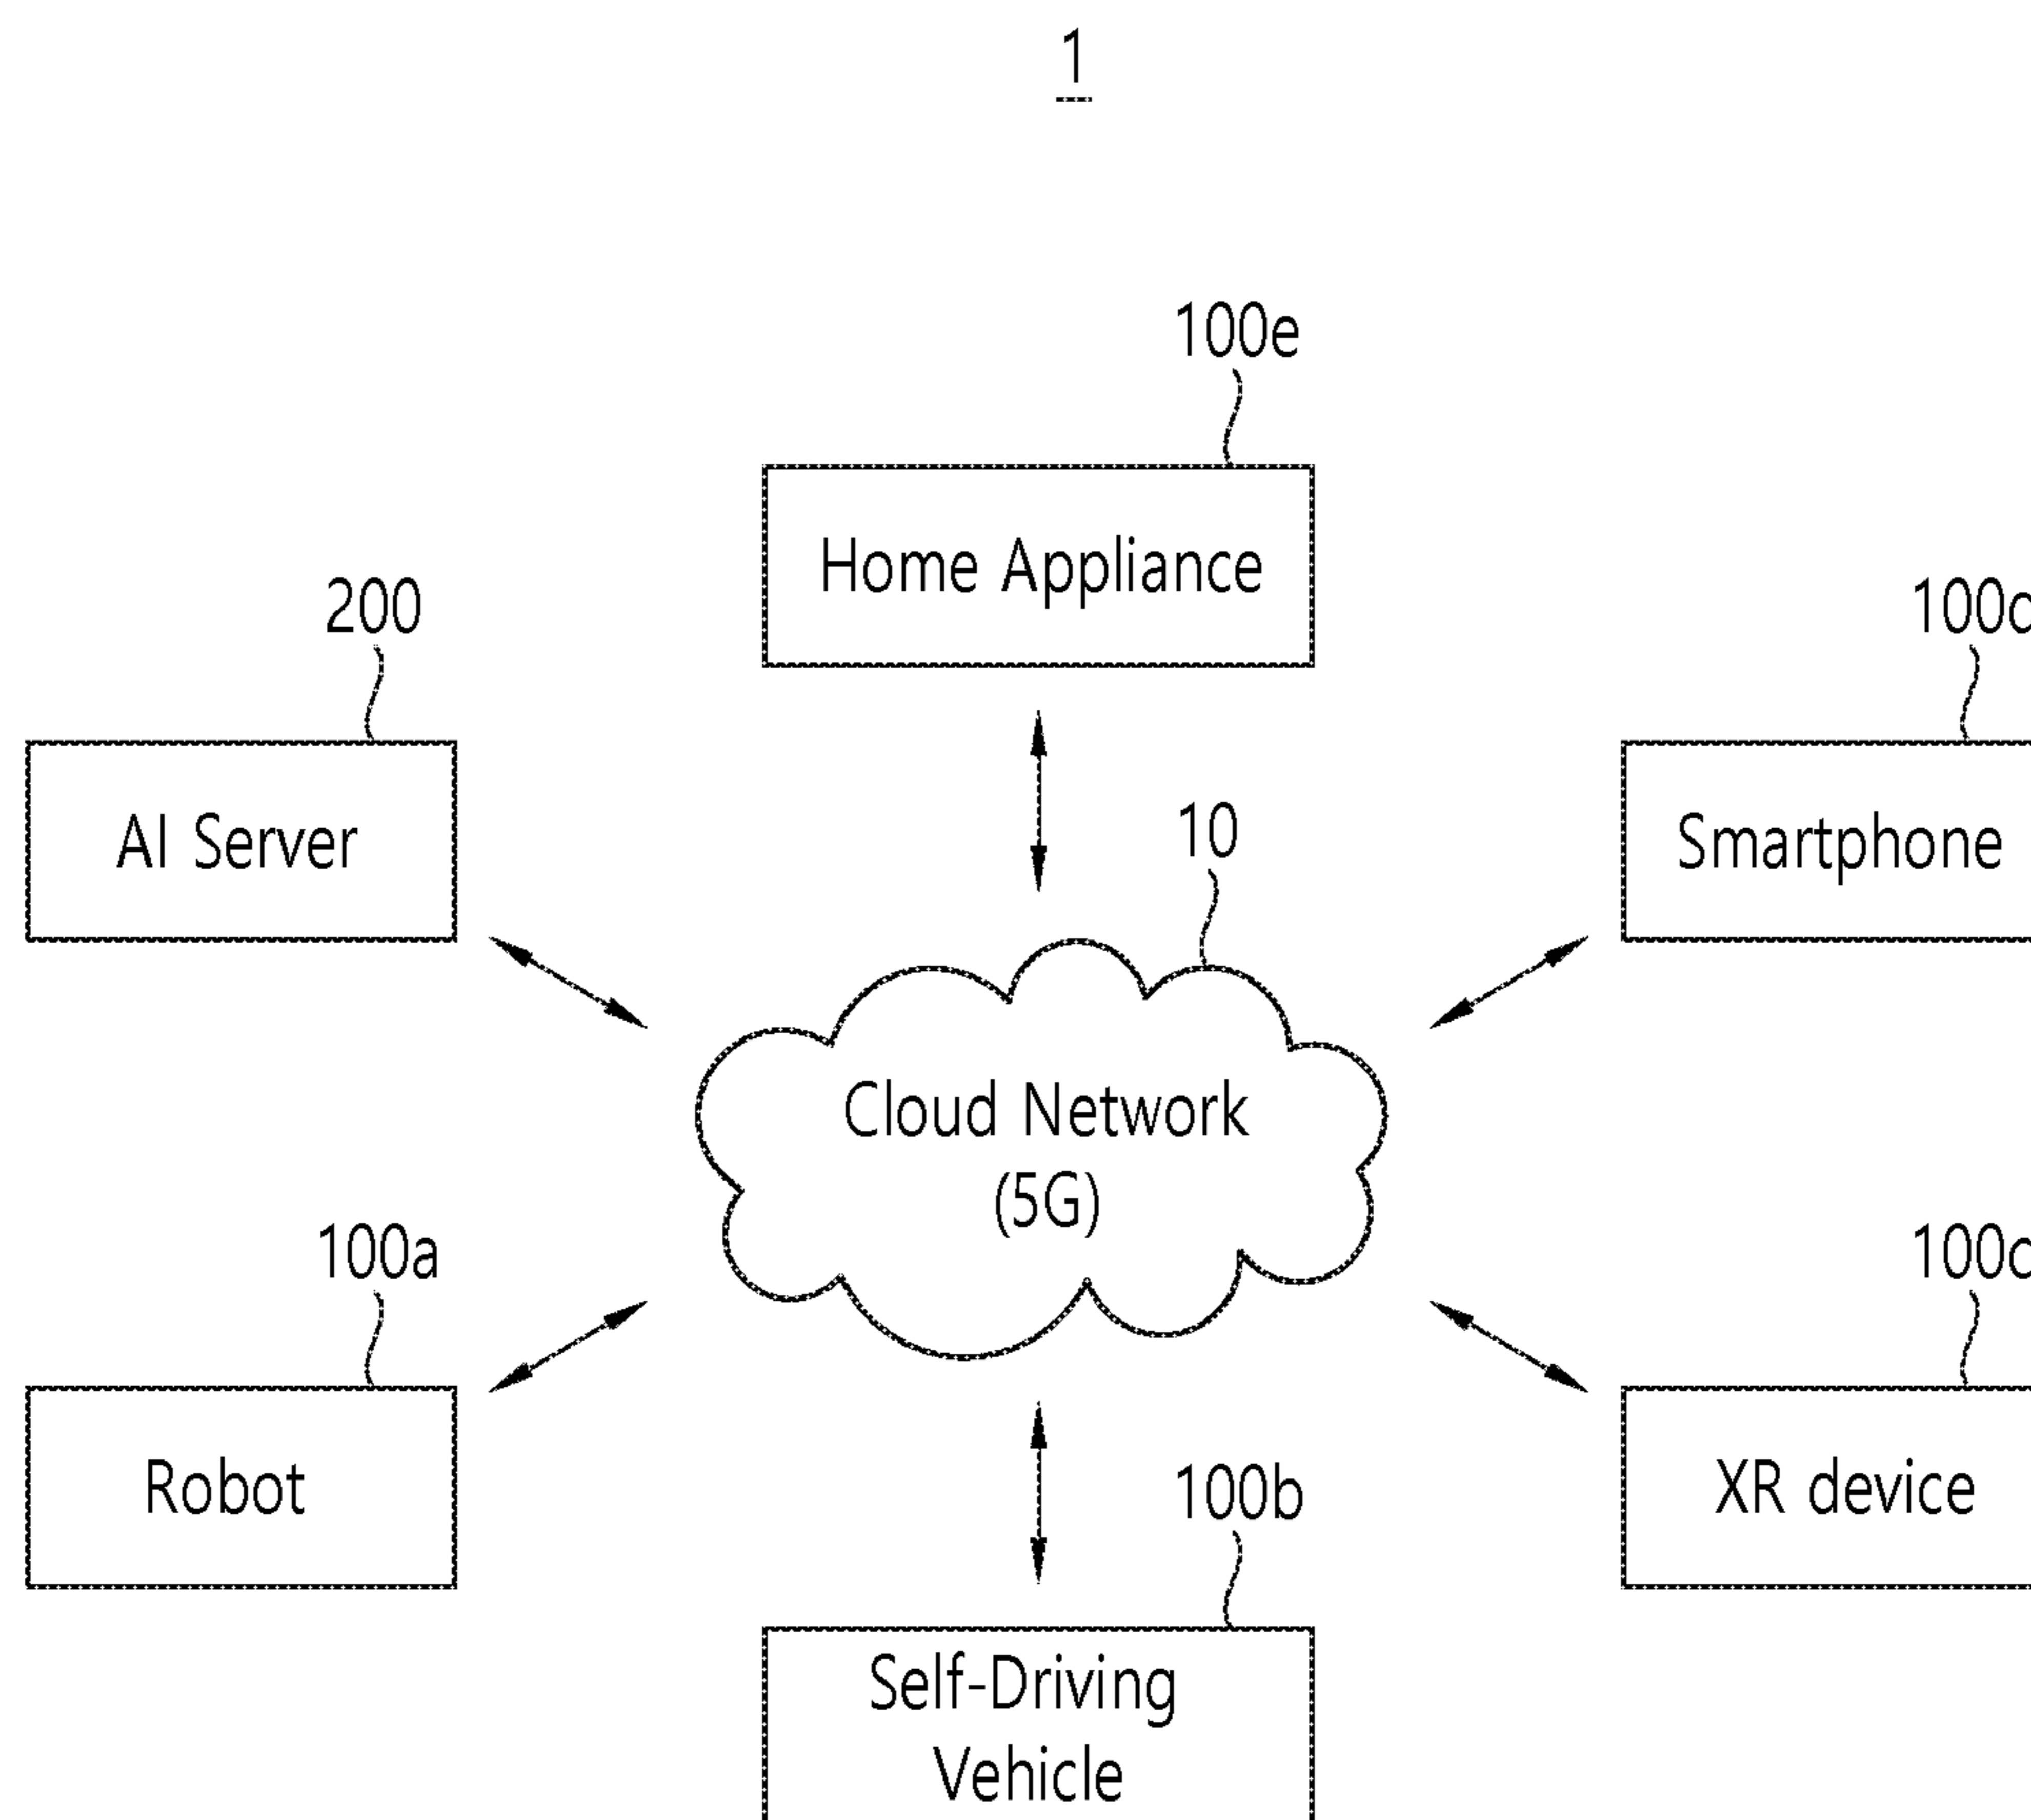 1
100e
Home Appliance
200
AI Server
Smartphone
10
Cloud Network
(5G)
100a
Robot
XR device
100b
Self-Driving
Vehicle